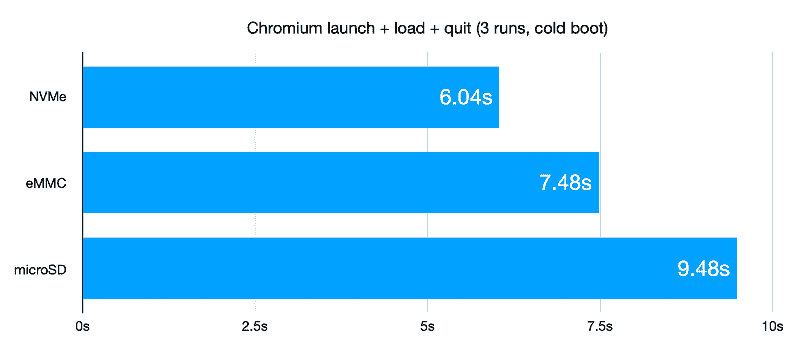 Chromium launch + load + quit (3 runs, cold boot)
NVMe
6.04s
eMMC
7.48s
microSD
9.48s
0s
2.5s
5s
7.5s
10s